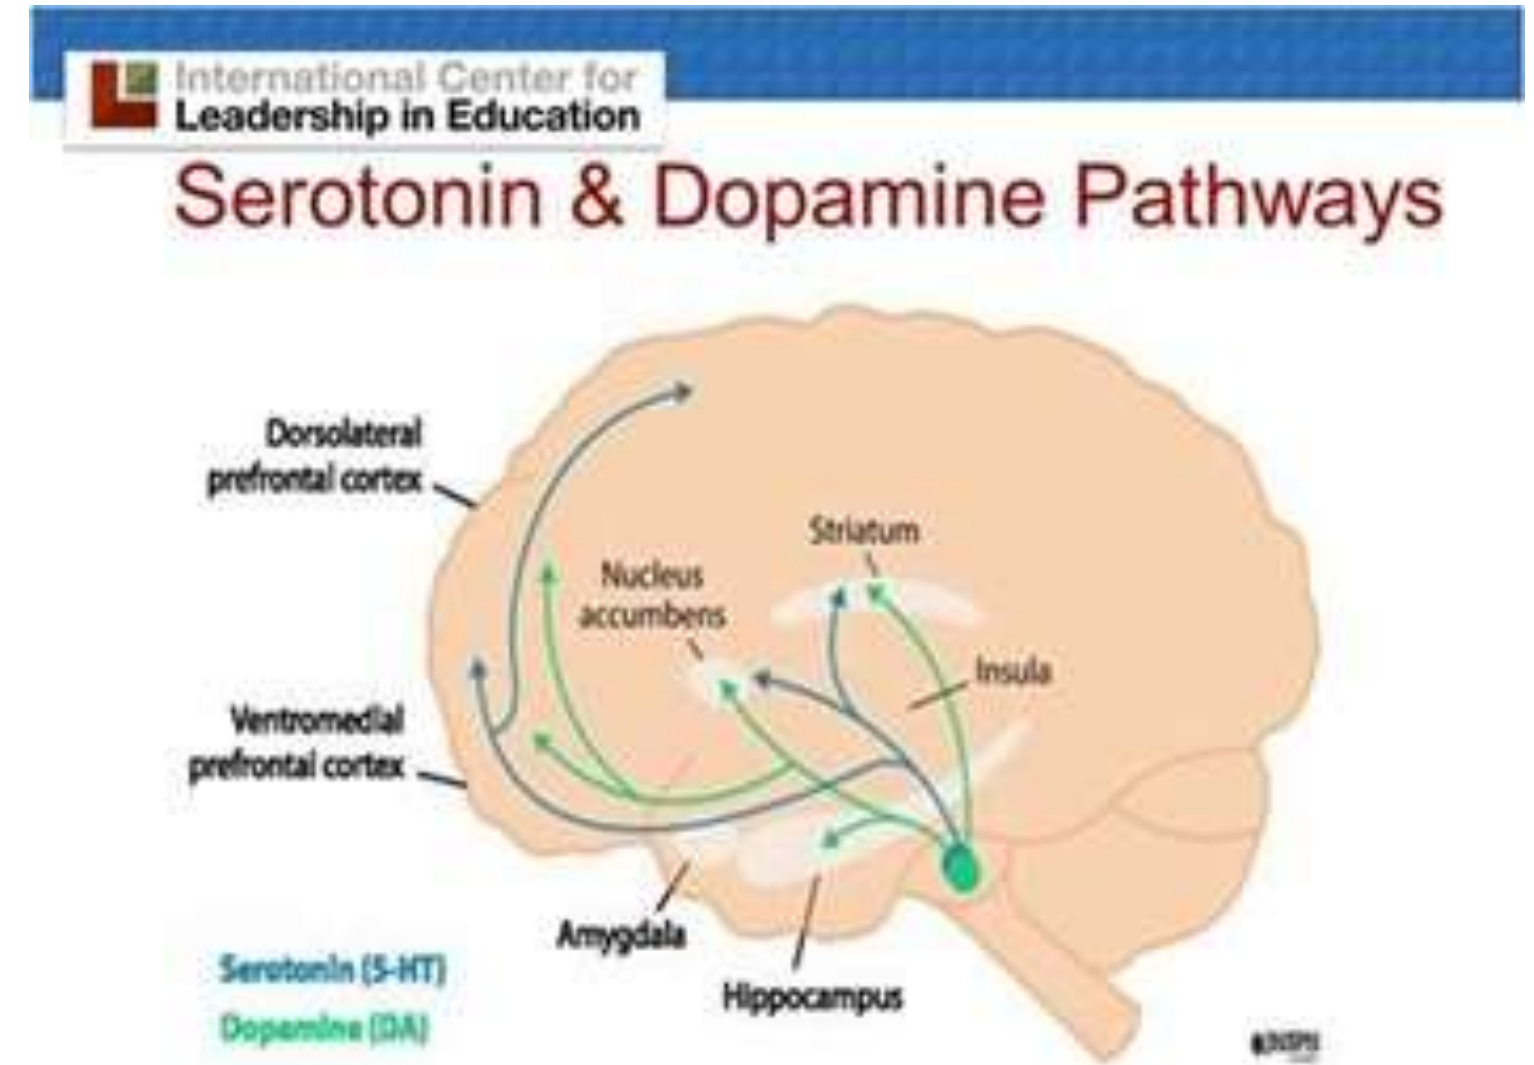 International Center for
Leadership in Education
Serotonin & Dopamine Pathways
Dorsolateral
prefrontal cortex
Striatum
Nucleus
accumbens
Insula
Ventromedial
prefrontal cortex
Amygdala
Hippocampus
Serotonin (5-HT)
Dopamine (DA)